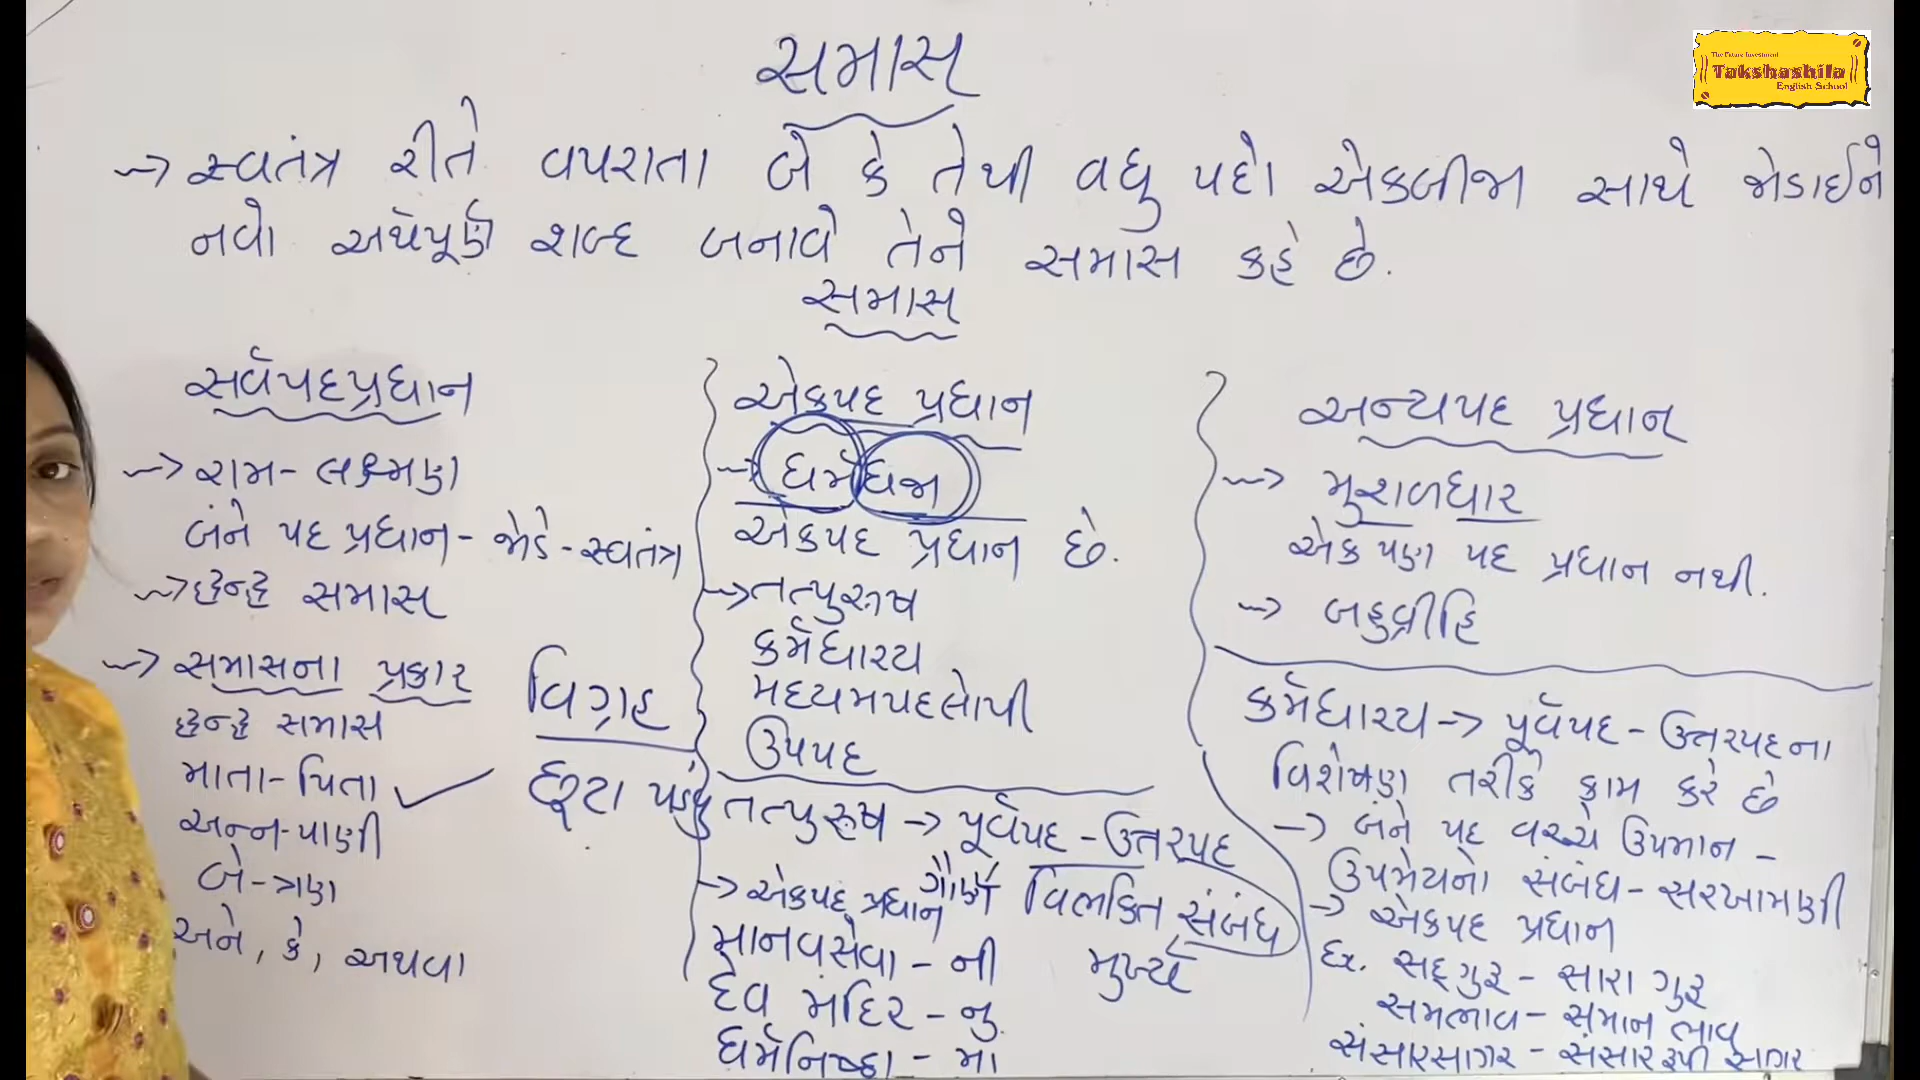 સમાસ
The Future Investment
Takshashila
English School
→ સ્વતંત્ર રીતે વપરાતા બે કે તેથી વધુ પદો એકબીજા સાથે જોડાઈને
નવો અર્થપૂર્ણ શબ્દ બનાવે તેને સમાસ કહે છે.
સમાસ
સર્વપદપ્રધાન
→ રામ - લક્ષ્મણ
બંને પદ પ્રધાન - જોડે - સ્વતંત્ર
→ દ્વન્દ્વ સમાસ
→ સમાસના પ્રકાર
દ્વન્દ્વ સમાસ
માતા - પિતા ✓
અન્ન - પાણી
બે - ત્રણ
અને, કે, અથવા
વિગ્રહ
છૂટા પાડવું
એકપદ પ્રધાન
→ ધર્મધજા
એકપદ પ્રધાન છે.
→ તત્પુરુષ
કર્મધારય
મધ્યમપદલોપી
ઉપપદ
તત્પુરુષ → પૂર્વપદ - ઉત્તરપદ
ગૌણ
→ એકપદ પ્રધાન વિભક્તિ સંબંધ
માનવસેવા - ની મુખ્ય
દેવ મંદિર - નુ
ધર્મનિષ્ઠા - મા
અન્યપદ પ્રધાન
→ મુશળધાર
એક પણ પદ પ્રધાન નથી.
→ બહુવ્રીહિ
કર્મધારય → પૂર્વપદ - ઉત્તરપદના
વિશેષણ તરીકે કામ કરે છે
→ બંને પદ વચ્ચે ઉપમાન -
ઉપમેયનો સંબંધ - સરખામણી
→ એકપદ પ્રધાન
Ex. સદ્ગુરૂ - સારા ગુરૂ
સમભાવ - સમાન ભાવ
સંસારસાગર - સંસાર રૂપી સાગર